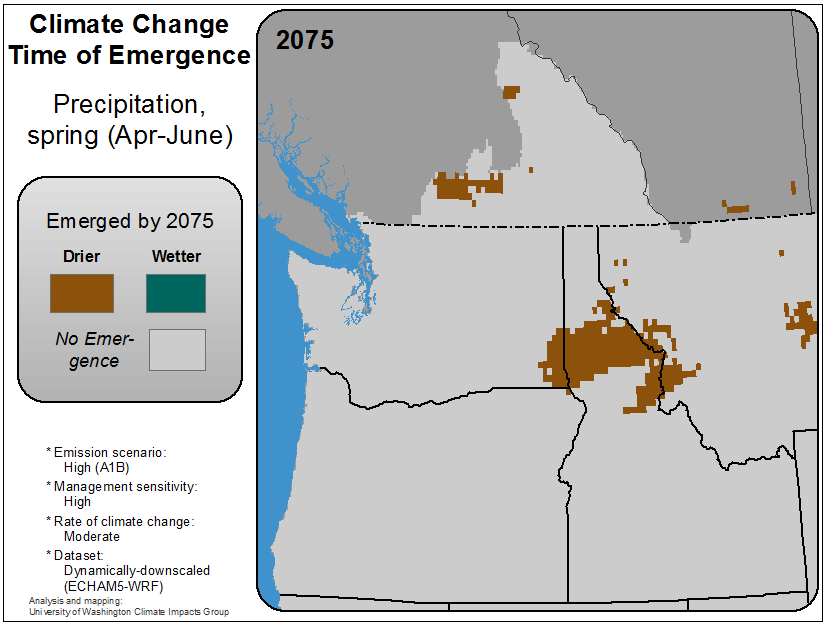 Climate Change
Time of Emergence
Precipitation,
spring (Apr-June)
Emerged by 2075
Drier Wetter
No Emer-
gence
* Emission scenario:
High (A1B)
* Management sensitivity:
High
* Rate of climate change:
Moderate
* Dataset:
Dynamically-downscaled
(ECHAM5-WRF)
Analysis and mapping:
University of Washington Climate Impacts Group
2075